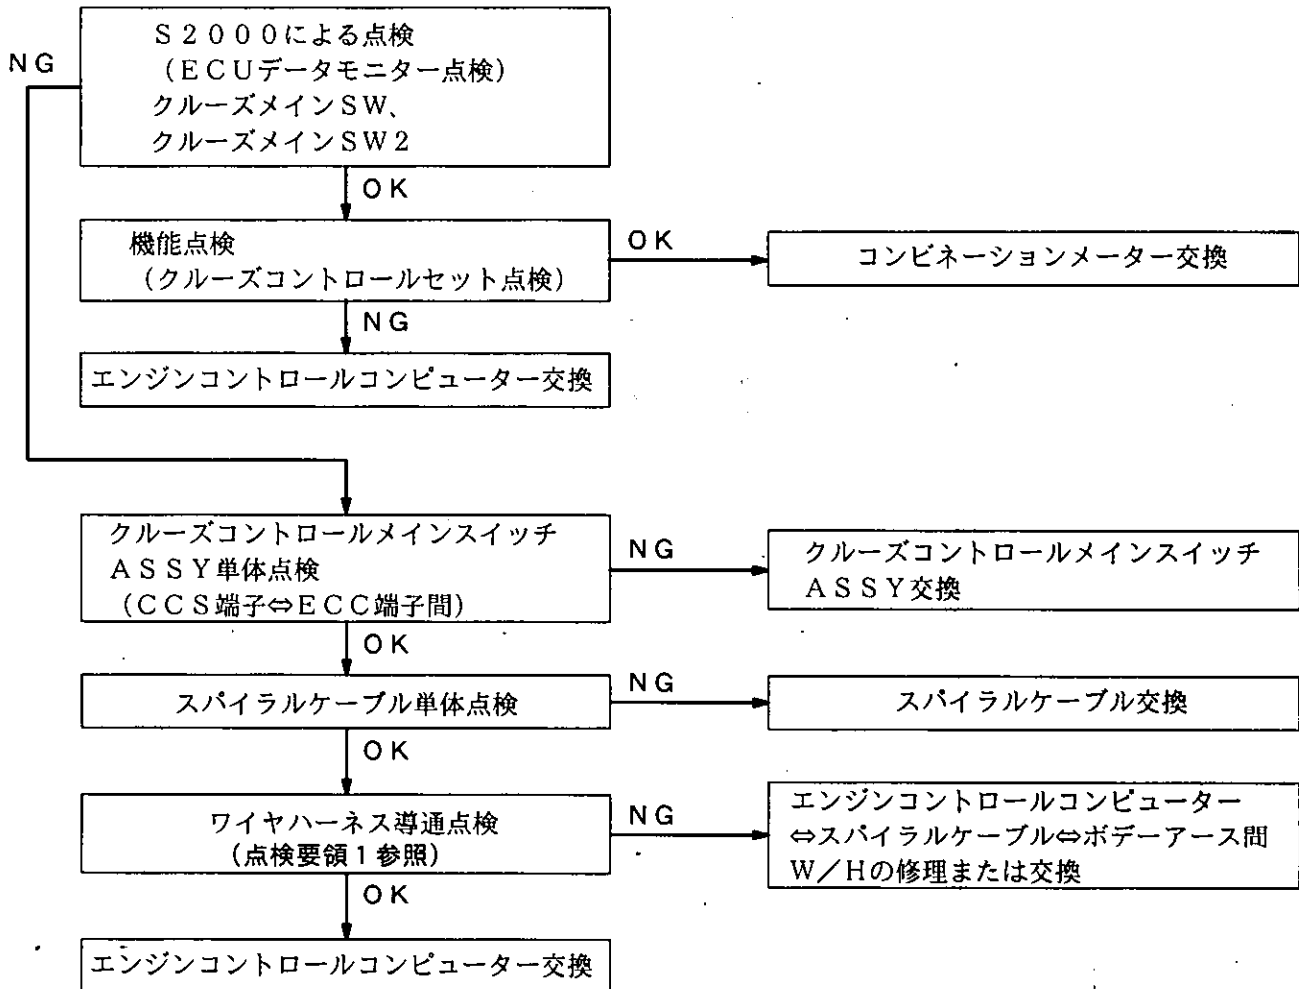 NG
S2000による点検
(ECUデータモニター点検)
クルーズメインSW、
クルーズメインSW2
OK
機能点検
(クルーズコントロールセット点検)
OK
コンビネーションメーター交換
NG
エンジンコントロールコンピューター交換
クルーズコントロールメインスイッチ
ASSY単体点検
(CCS端子⇔ECC端子間)
NG
クルーズコントロールメインスイッチ
ASSY交換
OK
スパイラルケーブル単体点検
NG
スパイラルケーブル交換
OK
ワイヤハーネス導通点検
(点検要領1参照)
NG
エンジンコントロールコンピューター
⇔スパイラルケーブル⇔ボデーアース間
W/Hの修理または交換
OK
エンジンコントロールコンピューター交換